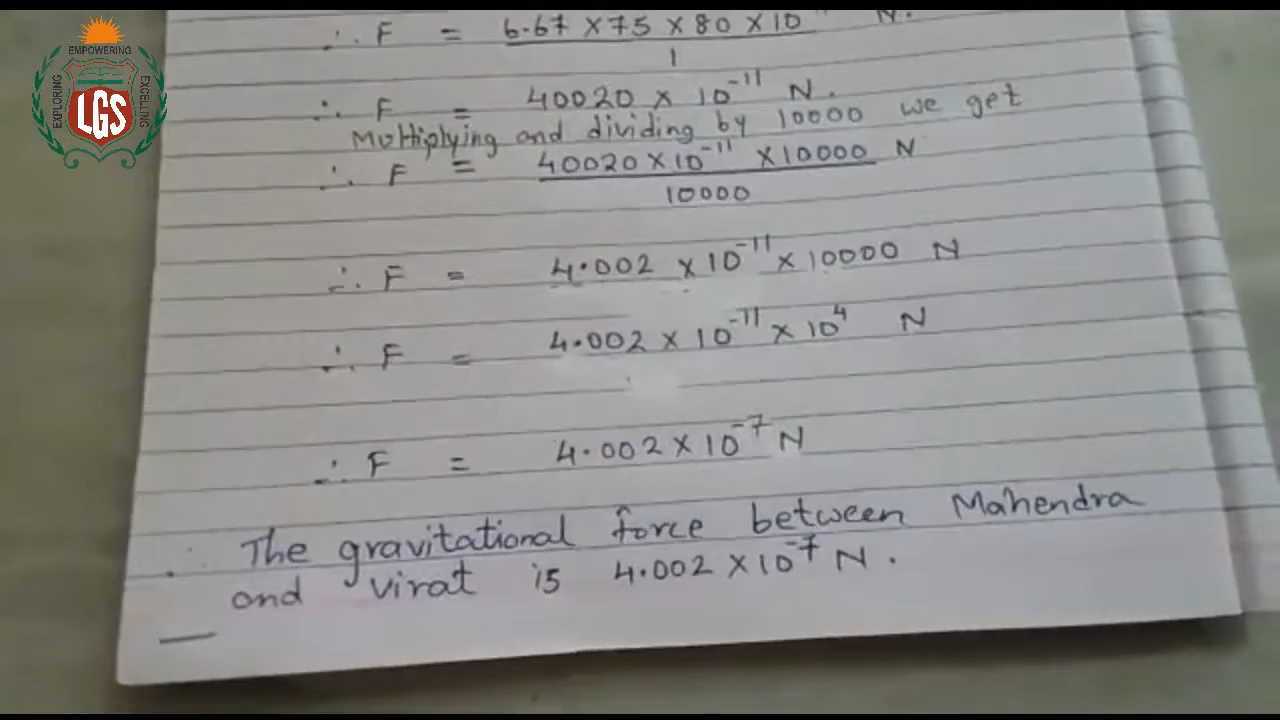 EMPOWERING
EXPLORING
EXCELLING
LGS
∴ F = 6.67 × 75 × 80 × 10 N.
1
∴ F = 40020 × 10⁻¹¹ N.
Multiplying and dividing by 10000 we get
∴ F = 40020 × 10⁻¹¹ × 10000 N
10000
∴ F = 4.002 × 10⁻¹¹ × 10000 N
∴ F = 4.002 × 10⁻¹¹ × 10⁴ N
∴ F = 4.002 × 10⁻⁷ N
∴ The gravitational force between Mahendra
and virat is 4.002 × 10⁻⁷ N.